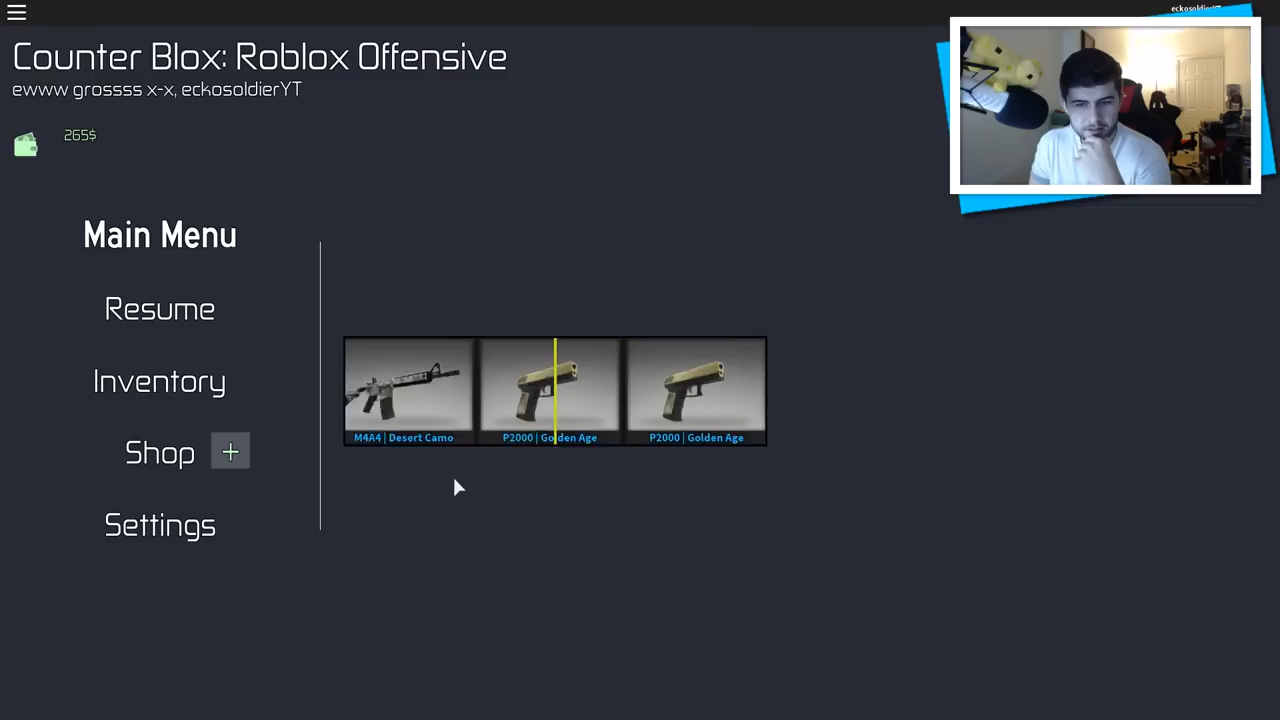 eckosoldierYT
Counter Blox: Roblox Offensive
ewww grossss x-x, eckosoldierYT
265$
Main Menu
Resume
Inventory
Shop +
Settings
M4A4 | Desert Camo
P2000 | Golden Age
P2000 | Golden Age